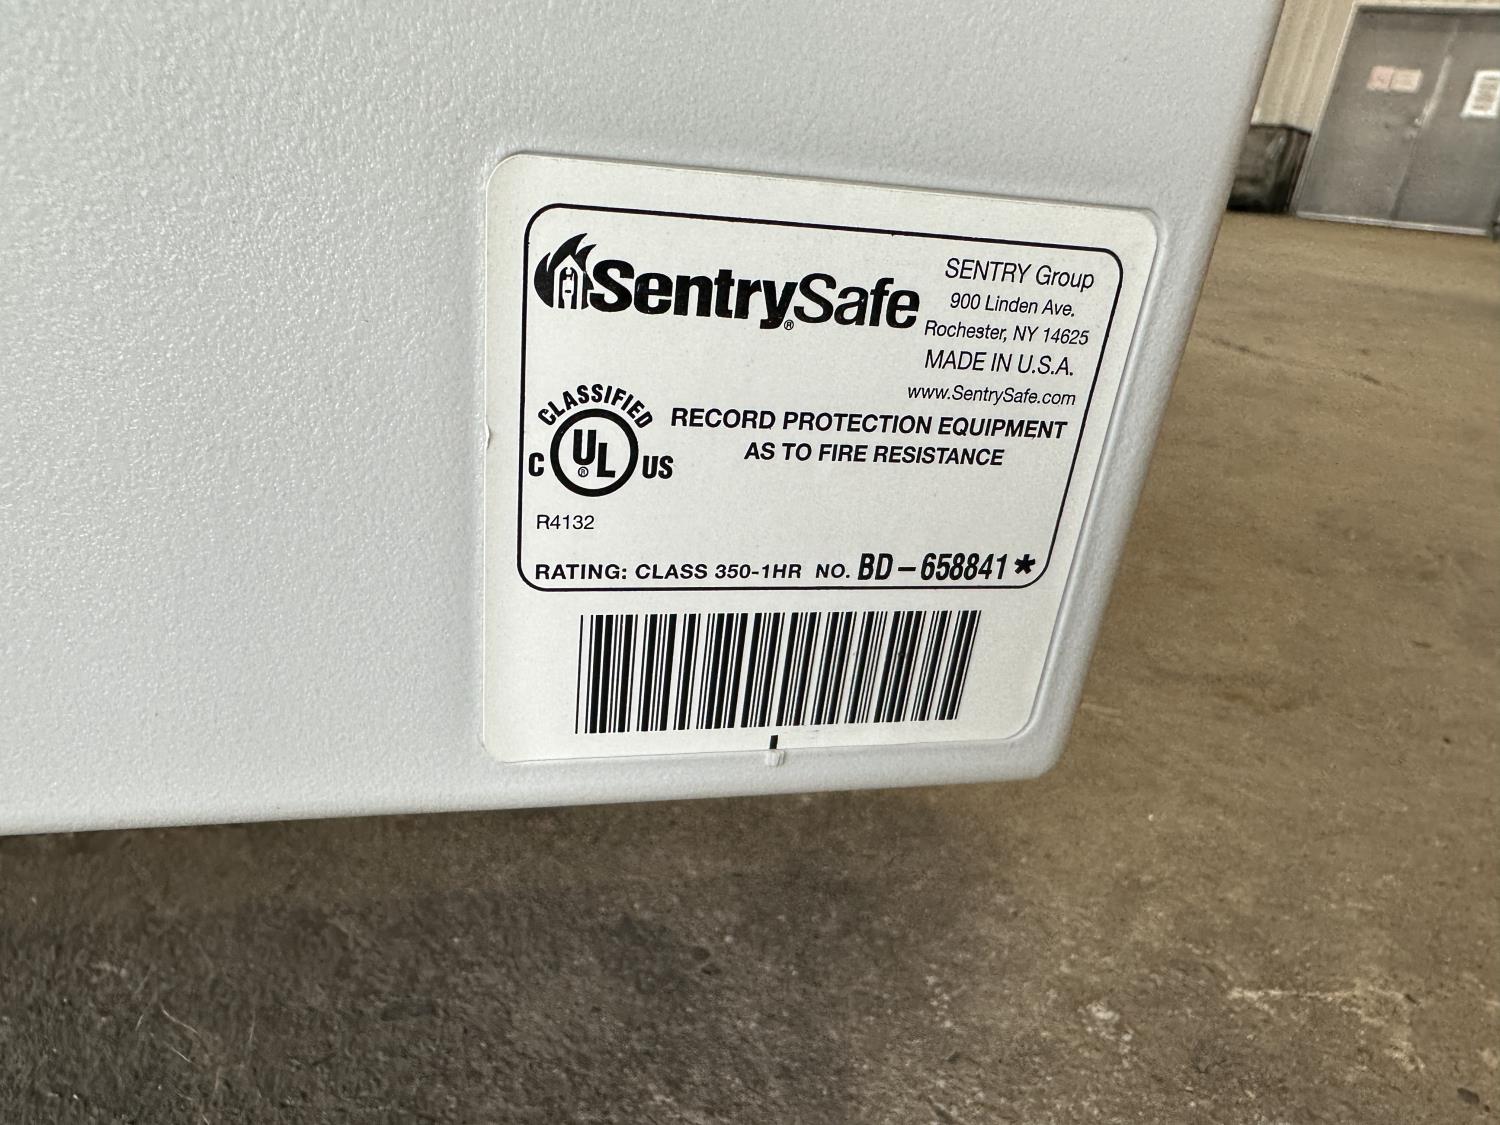 SentrySafe®
SENTRY Group
900 Linden Ave.
Rochester, NY 14625
MADE IN U.S.A.
www.SentrySafe.com
CLASSIFIED
C UL® US
RECORD PROTECTION EQUIPMENT
AS TO FIRE RESISTANCE
R4132
RATING: CLASS 350-1HR NO. BD-658841*